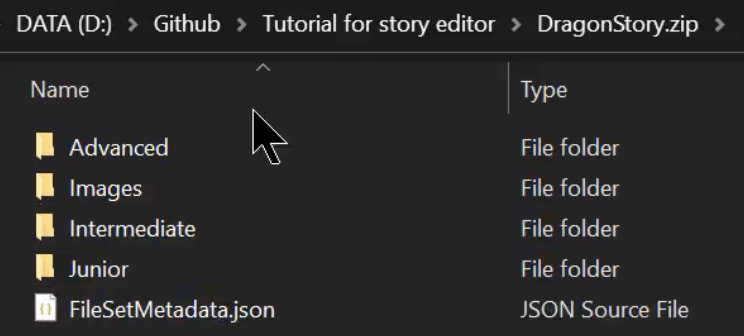 DATA (D:) > Github > Tutorial for story editor > DragonStory.zip >
Name Type
Advanced File folder
Images File folder
Intermediate File folder
Junior File folder
FileSetMetadata.json JSON Source File